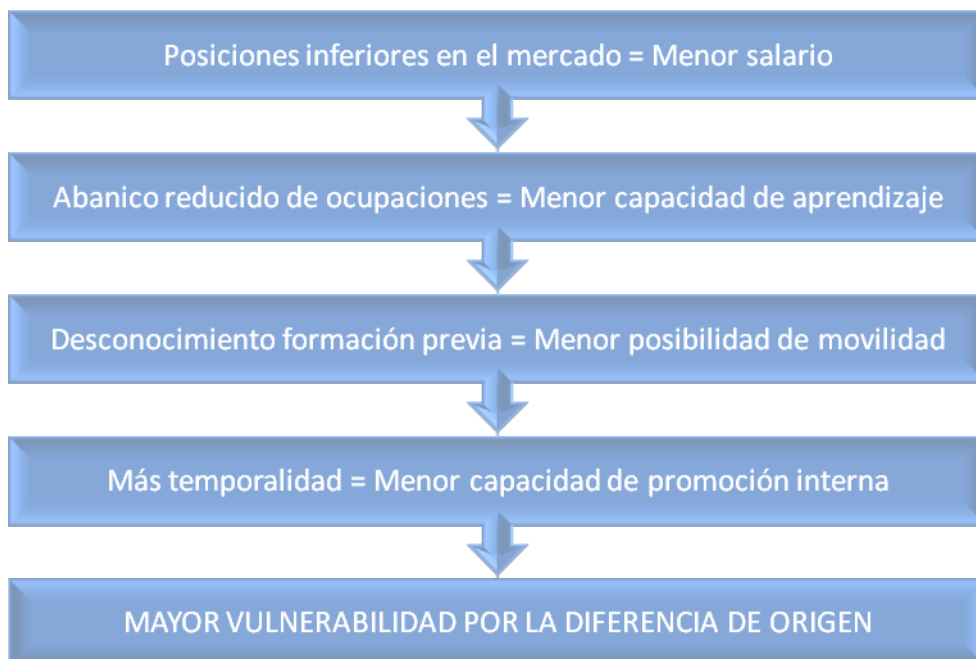 Posiciones inferiores en el mercado = Menor salario
Abanico reducido de ocupaciones = Menor capacidad de aprendizaje
Desconocimiento formación previa = Menor posibilidad de movilidad
Más temporalidad = Menor capacidad de promoción interna
MAYOR VULNERABILIDAD POR LA DIFERENCIA DE ORIGEN